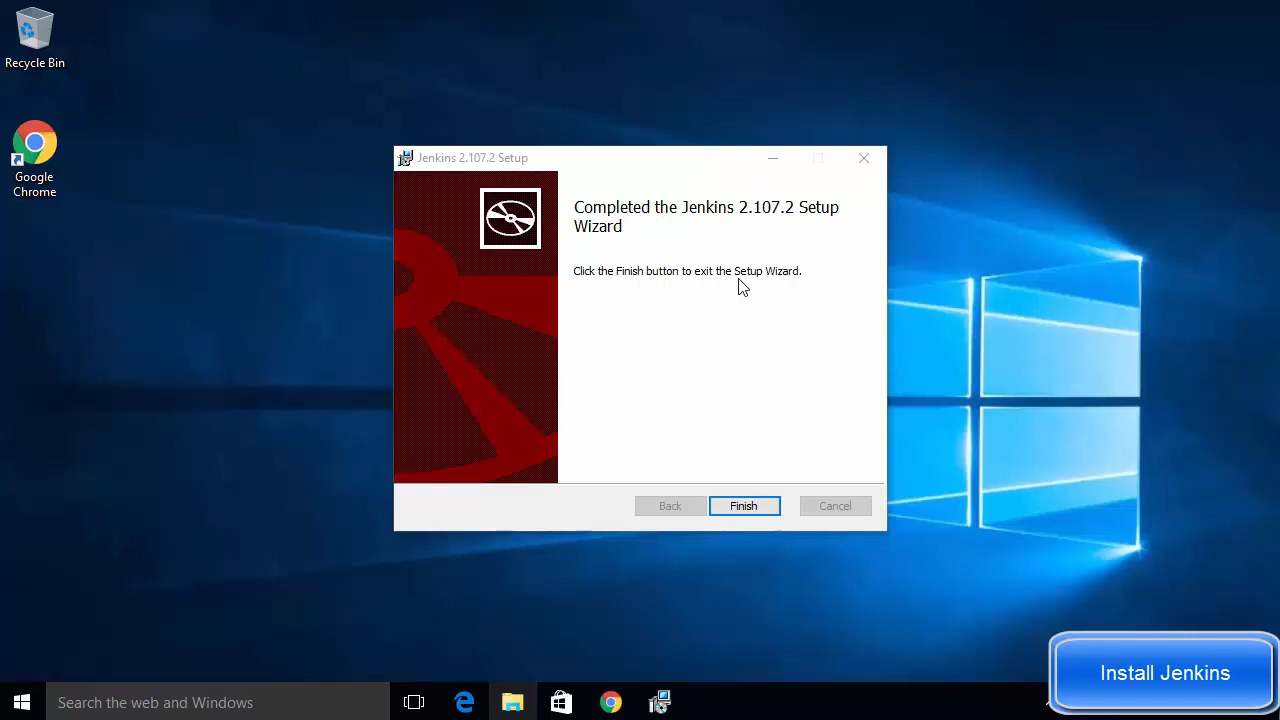 Recycle Bin
Google
Chrome
Jenkins 2.107.2 Setup
Completed the Jenkins 2.107.2 Setup
Wizard
Click the Finish button to exit the Setup Wizard.
Back
Finish
Cancel
Install Jenkins
Search the web and Windows